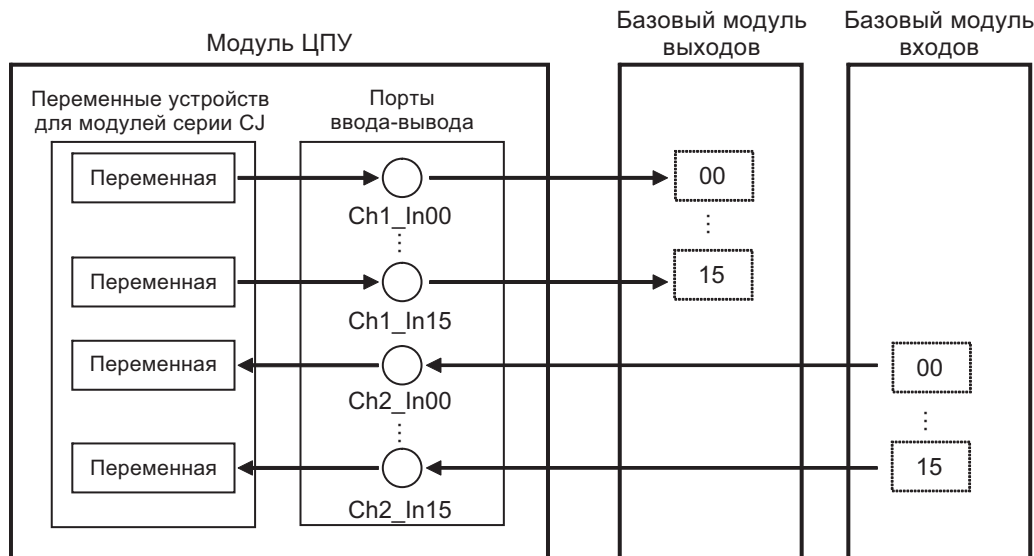 Модуль ЦПУ
Базовый модуль
выходов
Базовый модуль
входов
Переменные устройств
для модулей серии CJ
Порты
ввода-вывода
Переменная
Ch1_In00
00
Переменная
Ch1_In15
15
Переменная
Ch2_In00
00
Переменная
Ch2_In15
15